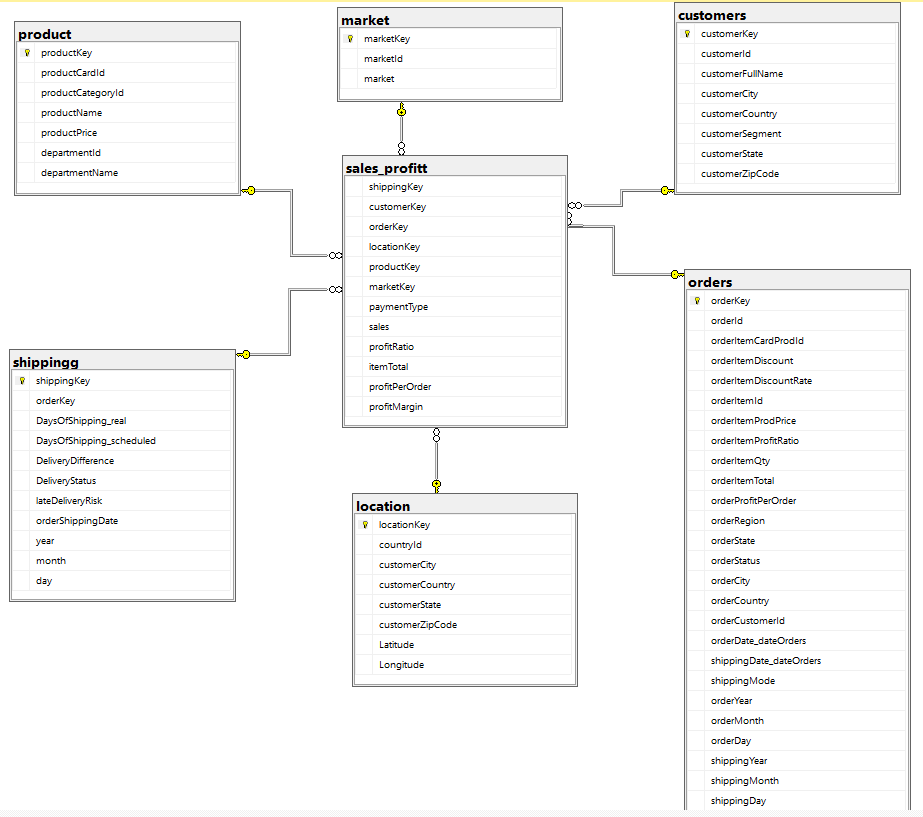 product
productKey
productCardId
productCategoryId
productName
productPrice
departmentId
departmentName
market
marketKey
marketId
market
customers
customerKey
customerId
customerFullName
customerCity
customerCountry
customerSegment
customerState
customerZipCode
sales_profitt
shippingKey
customerKey
orderKey
locationKey
productKey
marketKey
paymentType
sales
profitRatio
itemTotal
profitPerOrder
profitMargin
shippingg
shippingKey
orderKey
DaysOfShipping_real
DaysOfShipping_scheduled
DeliveryDifference
DeliveryStatus
lateDeliveryRisk
orderShippingDate
year
month
day
location
locationKey
countryId
customerCity
customerCountry
customerState
customerZipCode
Latitude
Longitude
orders
orderKey
orderId
orderItemCardProdId
orderItemDiscount
orderItemDiscountRate
orderItemId
orderItemProdPrice
orderItemProfitRatio
orderItemQty
orderItemTotal
orderProfitPerOrder
orderRegion
orderState
orderStatus
orderCity
orderCountry
orderCustomerId
orderDate_dateOrders
shippingDate_dateOrders
shippingMode
orderYear
orderMonth
orderDay
shippingYear
shippingMonth
shippingDay